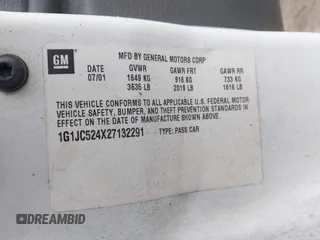 GM
MFD BY GENERAL MOTORS CORP
DATE GVWR GAWR FRT GAWR RR
07/01 1649 KG 916 KG 733 KG
3635 LB 2019 LB 1616 LB
THIS VEHICLE CONFORMS TO ALL APPLICABLE U.S. FEDERAL MOTOR
VEHICLE SAFETY, BUMPER, AND THEFT PREVENTION STANDARDS IN
EFFECT ON THE DATE OF MANUFACTURE SHOWN ABOVE.
1G1JC524X27132291 TYPE: PASS CAR
DREAMBID